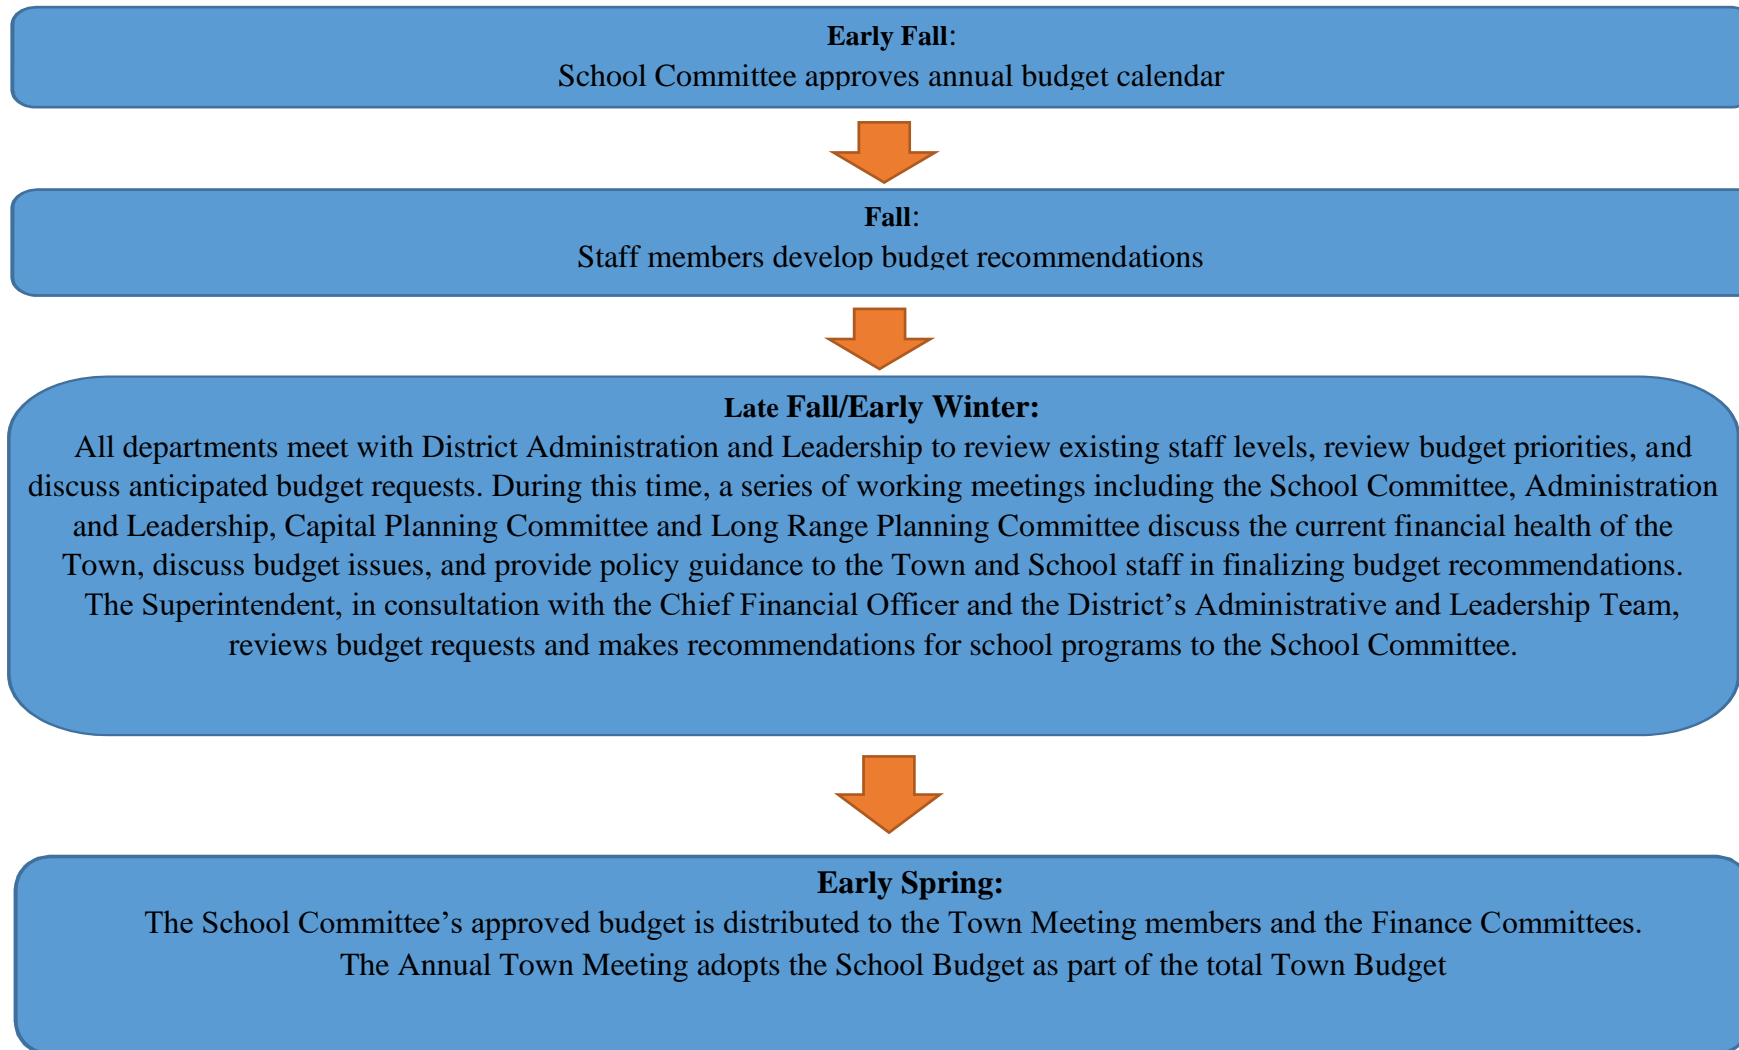 Early Fall:
School Committee approves annual budget calendar
Fall:
Staff members develop budget recommendations
Late Fall/Early Winter:
All departments meet with District Administration and Leadership to review existing staff levels, review budget priorities, and
discuss anticipated budget requests. During this time, a series of working meetings including the School Committee, Administration
and Leadership, Capital Planning Committee and Long Range Planning Committee discuss the current financial health of the
Town, discuss budget issues, and provide policy guidance to the Town and School staff in finalizing budget recommendations.
The Superintendent, in consultation with the Chief Financial Officer and the District’s Administrative and Leadership Team,
reviews budget requests and makes recommendations for school programs to the School Committee.
Early Spring:
The School Committee’s approved budget is distributed to the Town Meeting members and the Finance Committees.
The Annual Town Meeting adopts the School Budget as part of the total Town Budget